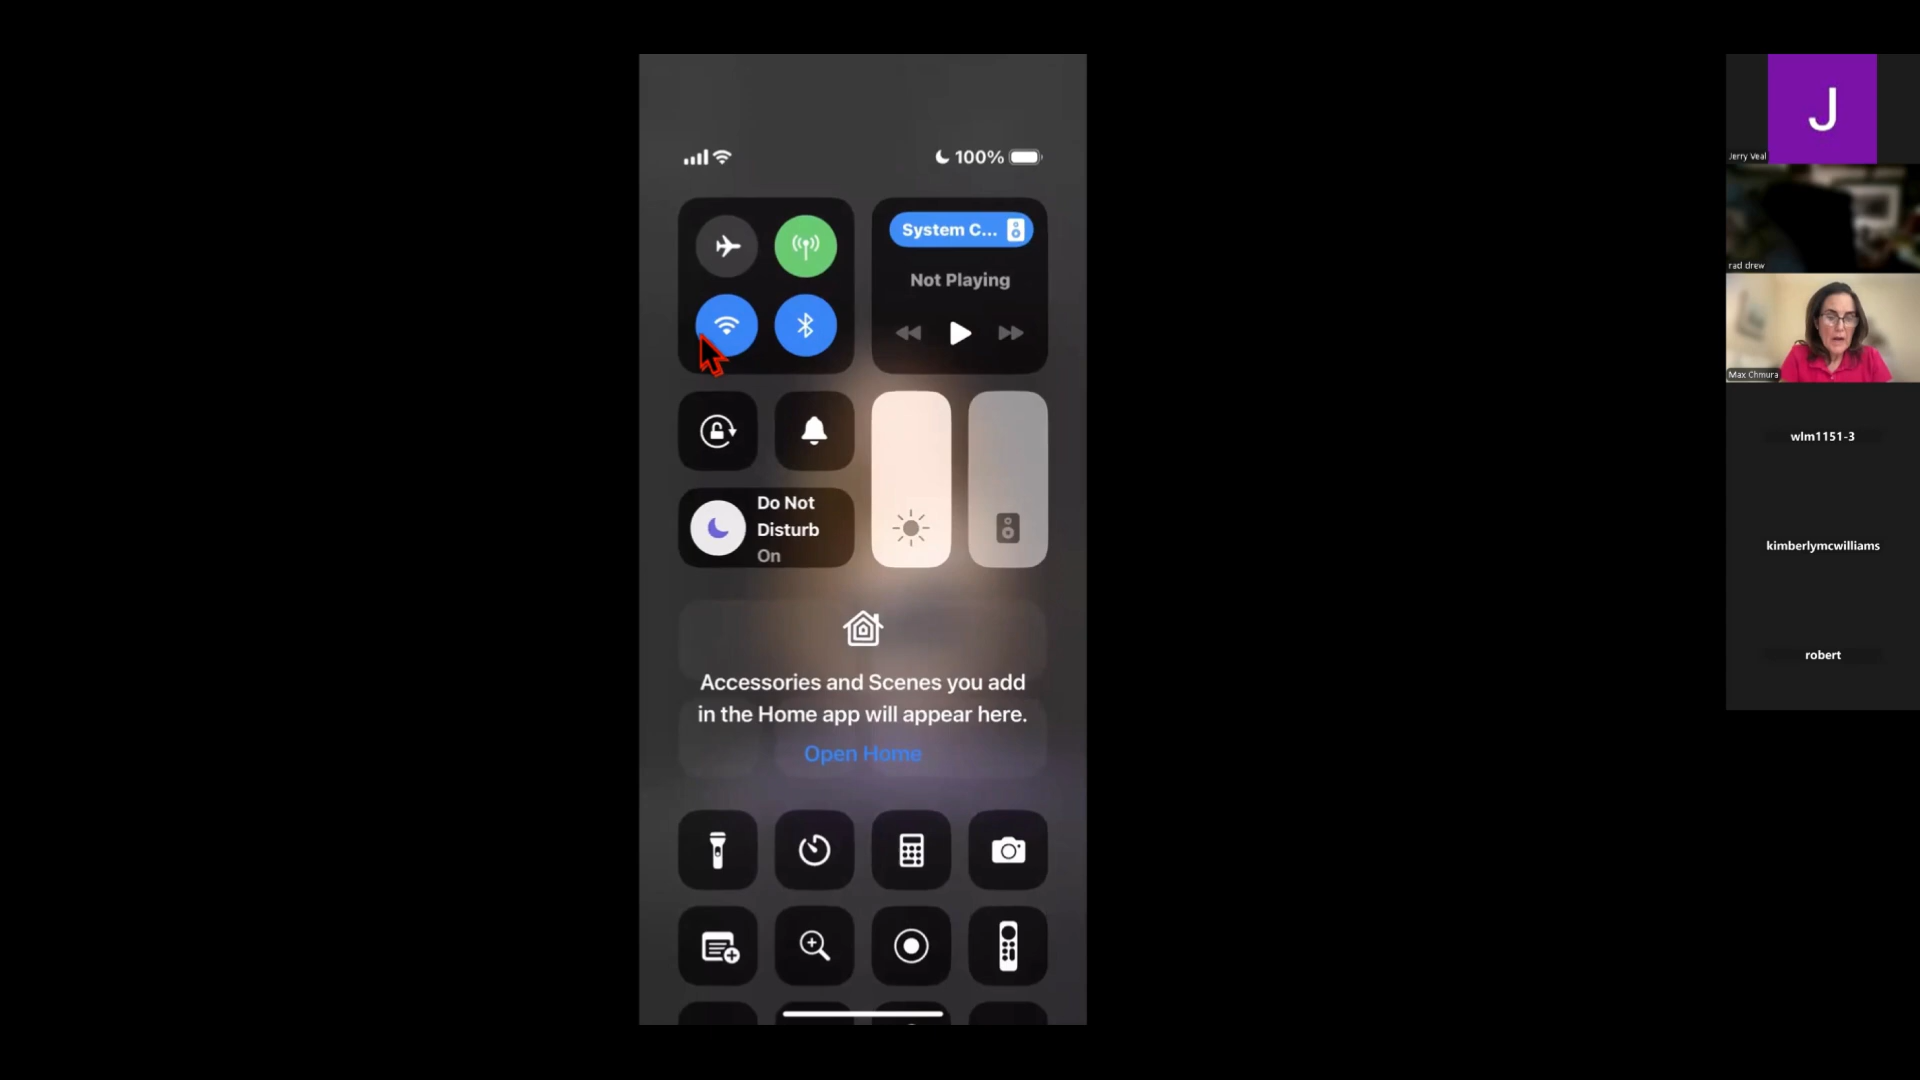 100%
System C...
Not Playing
Do Not
Disturb
On
Accessories and Scenes you add
in the Home app will appear here.
Open Home
J
Jerry Veal
rad drew
Max Chmura
wlm1151-3
kimberlymcwilliams
robert